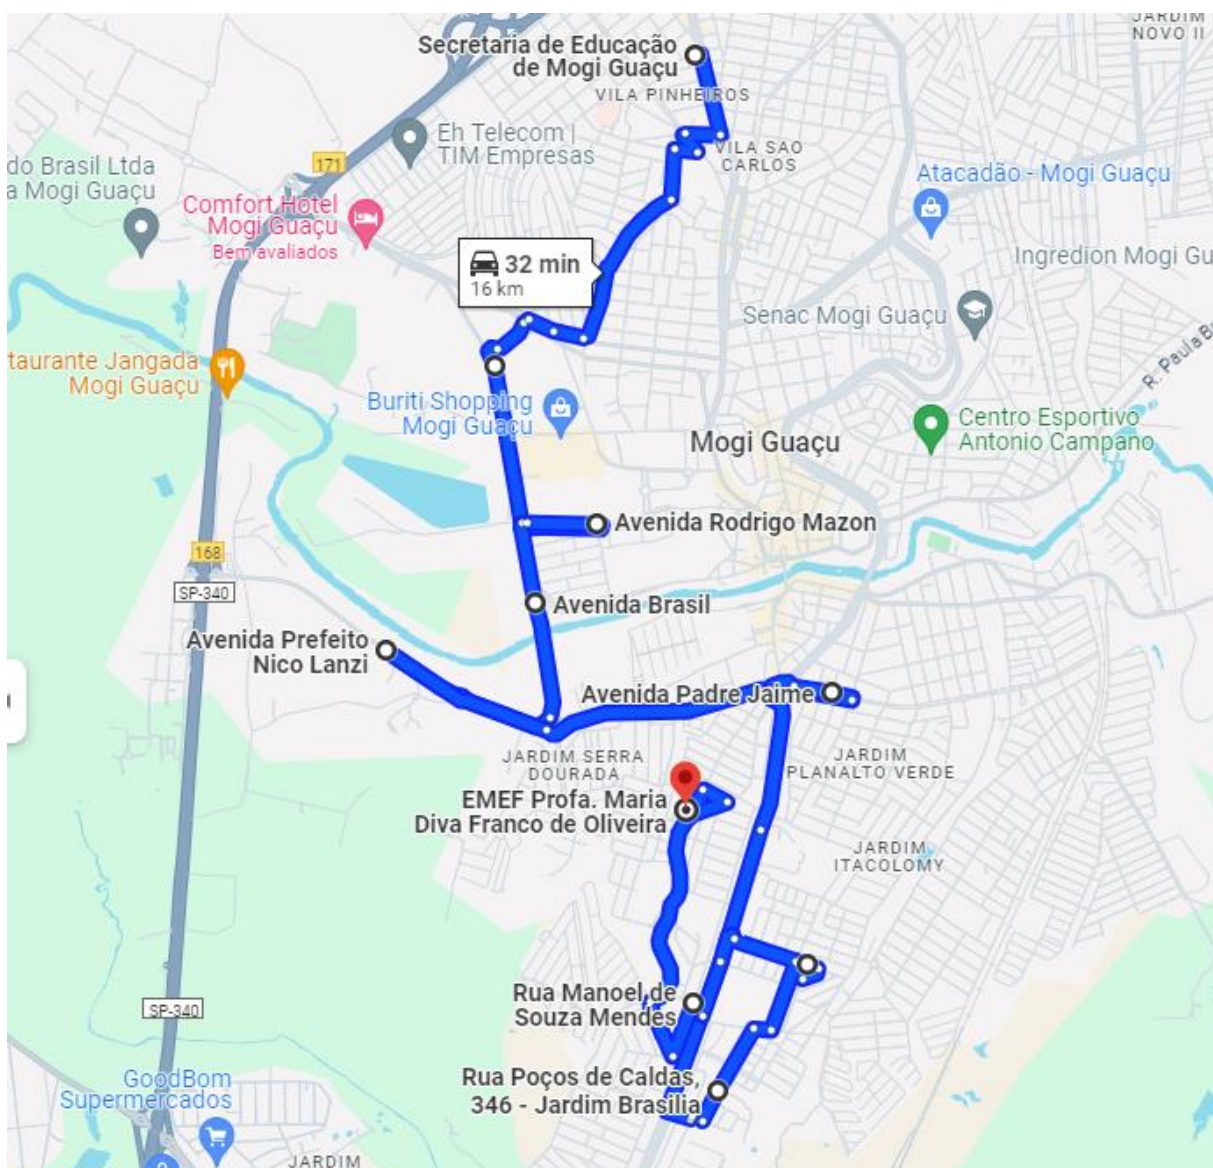 JARDIM
NOVO II
Secretaria de Educação
de Mogi Guaçu
VILA PINHEIROS
Eh Telecom |
TIM Empresas
VILA SAO
CARLOS
171
do Brasil Ltda
a Mogi Guaçu
Atacadão - Mogi Guaçu
Comfort Hotel
Mogi Guaçu
Bem avaliados
32 min
16 km
Ingredion Mogi Gu
Senac Mogi Guaçu
R. Paula B
taurante Jangada
Mogi Guaçu
Buriti Shopping
Mogi Guaçu
Centro Esportivo
Antonio Campano
Mogi Guaçu
Avenida Rodrigo Mazon
168
SP-340
Avenida Brasil
Avenida Prefeito
Nico Lanzi
Avenida Padre Jaime
JARDIM SERRA
DOURADA
JARDIM
PLANALTO VERDE
EMEF Profa. Maria
Diva Franco de Oliveira
JARDIM
ITACOLOMY
Rua Manoel de
Souza Mendes
SP-340
Rua Poços de Caldas,
346 - Jardim Brasilia
GoodBom
Supermercados
JARDIM